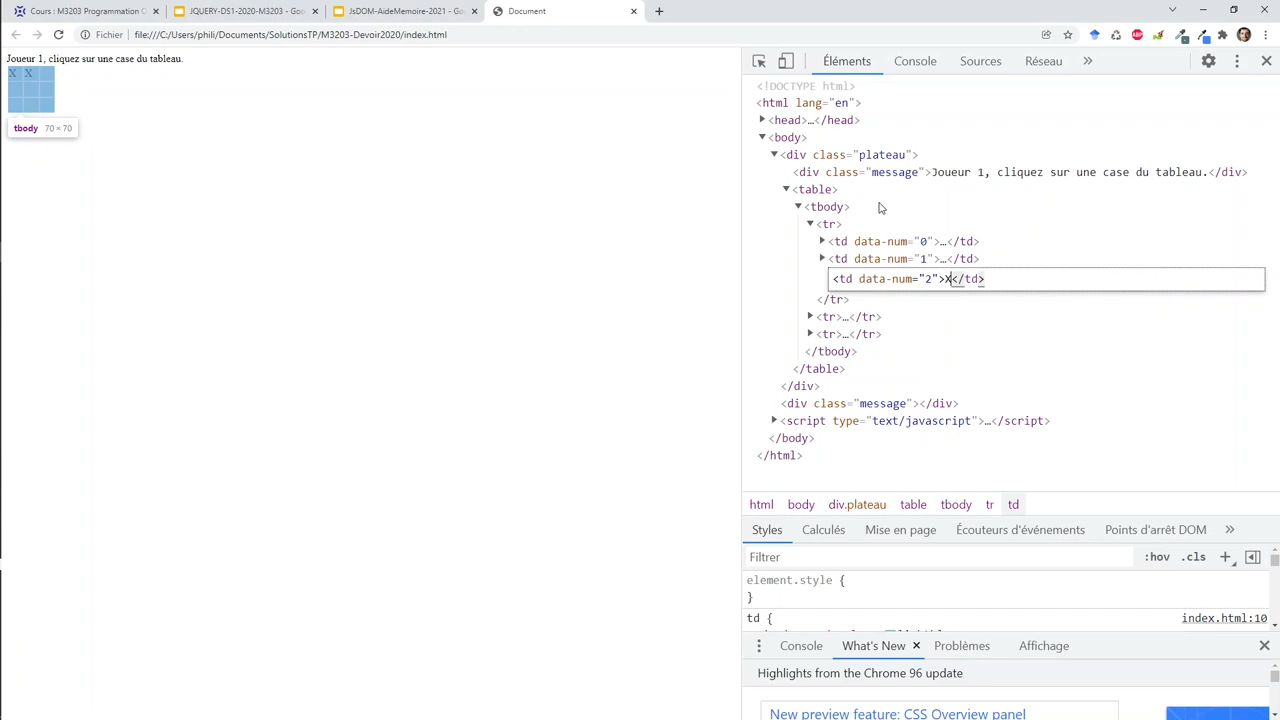 Cours : M3203 Programmation C
JQUERY-DS1-2020-M3203 - Goo
JsDOM-AideMemoire-2021 - Goo
Document
Fichier
file:///C:/Users/phili/Documents/SolutionsTP/M3203-Devoir2020/index.html
ABP
Joueur 1, cliquez sur une case du tableau.
X X
tbody 70 × 70
Éléments Console Sources Réseau
<!DOCTYPE html>
<html lang="en">
<head>…</head>
<body>
<div class="plateau">
<div class="message">Joueur 1, cliquez sur une case du tableau.</div>
<table>
<tbody>
<tr>
<td data-num="0">…</td>
<td data-num="1">…</td>
<td data-num="2">X</td>
</tr>
<tr>…</tr>
<tr>…</tr>
</tbody>
</table>
</div>
<div class="message"></div>
<script type="text/javascript">…</script>
</body>
</html>
html body div.plateau table tbody tr td
Styles Calculés Mise en page Écouteurs d'événements Points d'arrêt DOM
Filtrer
:hov .cls
element.style {
}
td {
index.html:10
Console What's New Problèmes Affichage
Highlights from the Chrome 96 update
New preview feature: CSS Overview panel